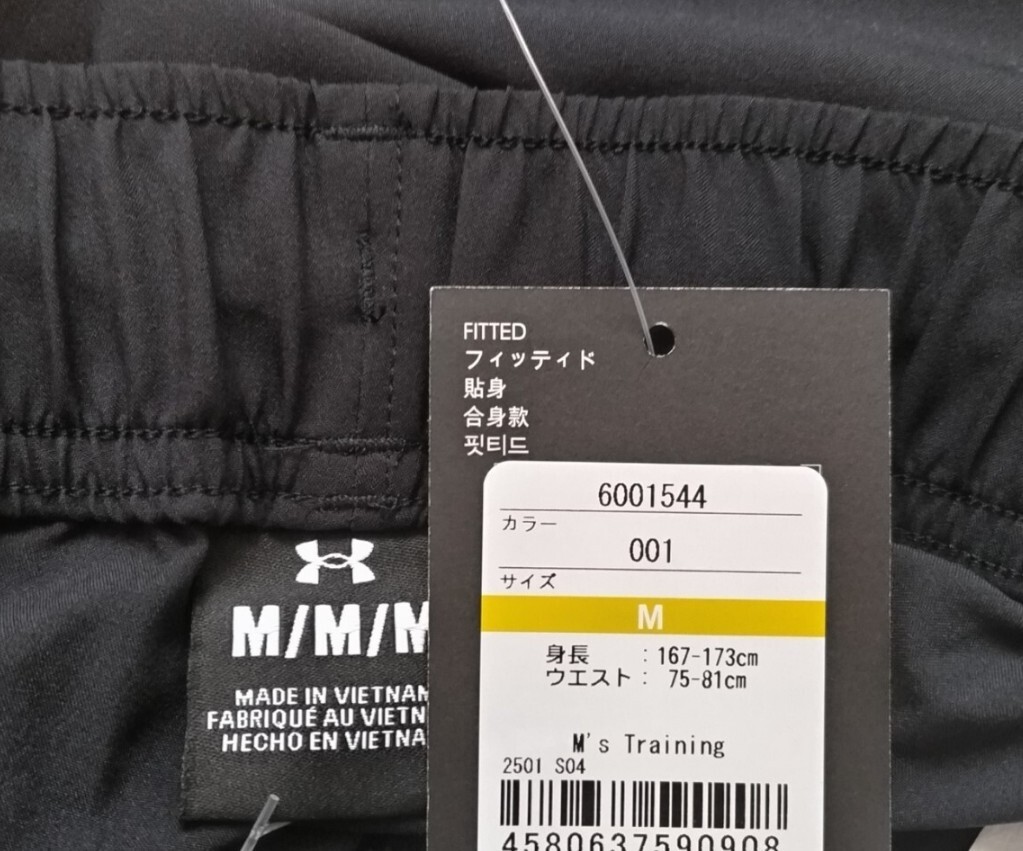 FITTED
フィッティド
貼身
合身款
핏티드
6001544
カラー
001
サイズ
M
身長 : 167-173cm
ウエスト : 75-81cm
M's Training
2501 S04
4580637590908
M/M/M
MADE IN VIETNAM
FABRIQUÉ AU VIETN
HECHO EN VIETNA